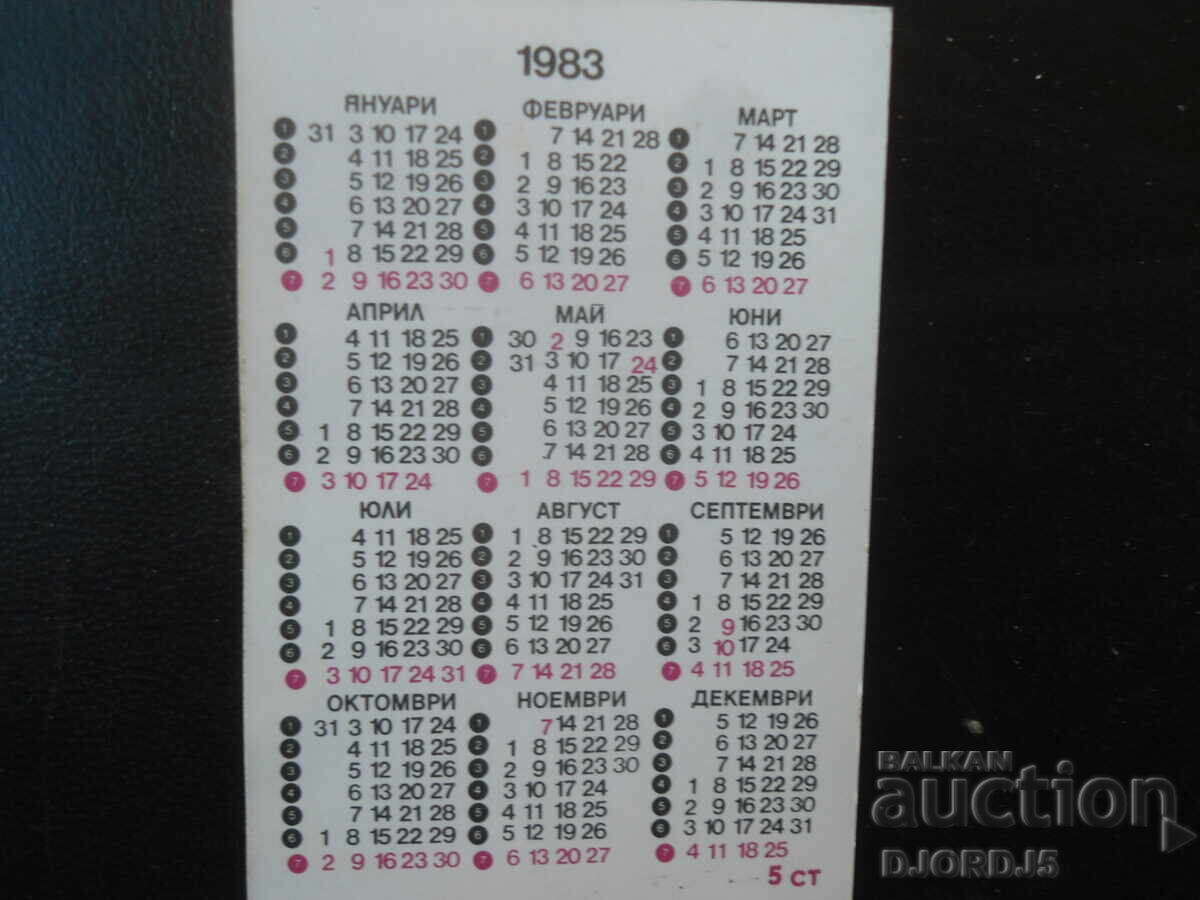 1983
ЯНУАРИ ФЕВРУАРИ МАРТ
1 31 3 10 17 24 1 7 14 21 28 1 7 14 21 28
2 4 11 18 25 2 1 8 15 22 2 1 8 15 22 29
3 5 12 19 26 3 2 9 16 23 3 2 9 16 23 30
4 6 13 20 27 4 3 10 17 24 4 3 10 17 24 31
5 7 14 21 28 5 4 11 18 25 5 4 11 18 25
6 1 8 15 22 29 6 5 12 19 26 6 5 12 19 26
7 2 9 16 23 30 7 6 13 20 27 7 6 13 20 27
АПРИЛ МАЙ ЮНИ
1 4 11 18 25 1 30 2 9 16 23 1 6 13 20 27
2 5 12 19 26 2 31 3 10 17 24 2 7 14 21 28
3 6 13 20 27 3 4 11 18 25 3 1 8 15 22 29
4 7 14 21 28 4 5 12 19 26 4 2 9 16 23 30
5 1 8 15 22 29 5 6 13 20 27 5 3 10 17 24
6 2 9 16 23 30 6 7 14 21 28 6 4 11 18 25
7 3 10 17 24 7 1 8 15 22 29 7 5 12 19 26
ЮЛИ АВГУСТ СЕПТЕМВРИ
1 4 11 18 25 1 1 8 15 22 29 1 5 12 19 26
2 5 12 19 26 2 2 9 16 23 30 2 6 13 20 27
3 6 13 20 27 3 3 10 17 24 31 3 7 14 21 28
4 7 14 21 28 4 4 11 18 25 4 1 8 15 22 29
5 1 8 15 22 29 5 5 12 19 26 5 2 9 16 23 30
6 2 9 16 23 30 6 6 13 20 27 6 3 10 17 24
7 3 10 17 24 31 7 7 14 21 28 7 4 11 18 25
ОКТОМВРИ НОЕМВРИ ДЕКЕМВРИ
1 31 3 10 17 24 1 7 14 21 28 1 5 12 19 26
2 4 11 18 25 2 1 8 15 22 29 2 6 13 20 27
3 5 12 19 26 3 2 9 16 23 30 3 7 14 21 28
4 6 13 20 27 4 3 10 17 24 4 1 8 15 22 29
5 7 14 21 28 5 4 11 18 25 5 2 9 16 23 30
6 1 8 15 22 29 6 5 12 19 26 6 3 10 17 24 31
7 2 9 16 23 30 7 6 13 20 27 7 4 11 18 25
5 СТ
BALKAN
auction
DJORDJ5